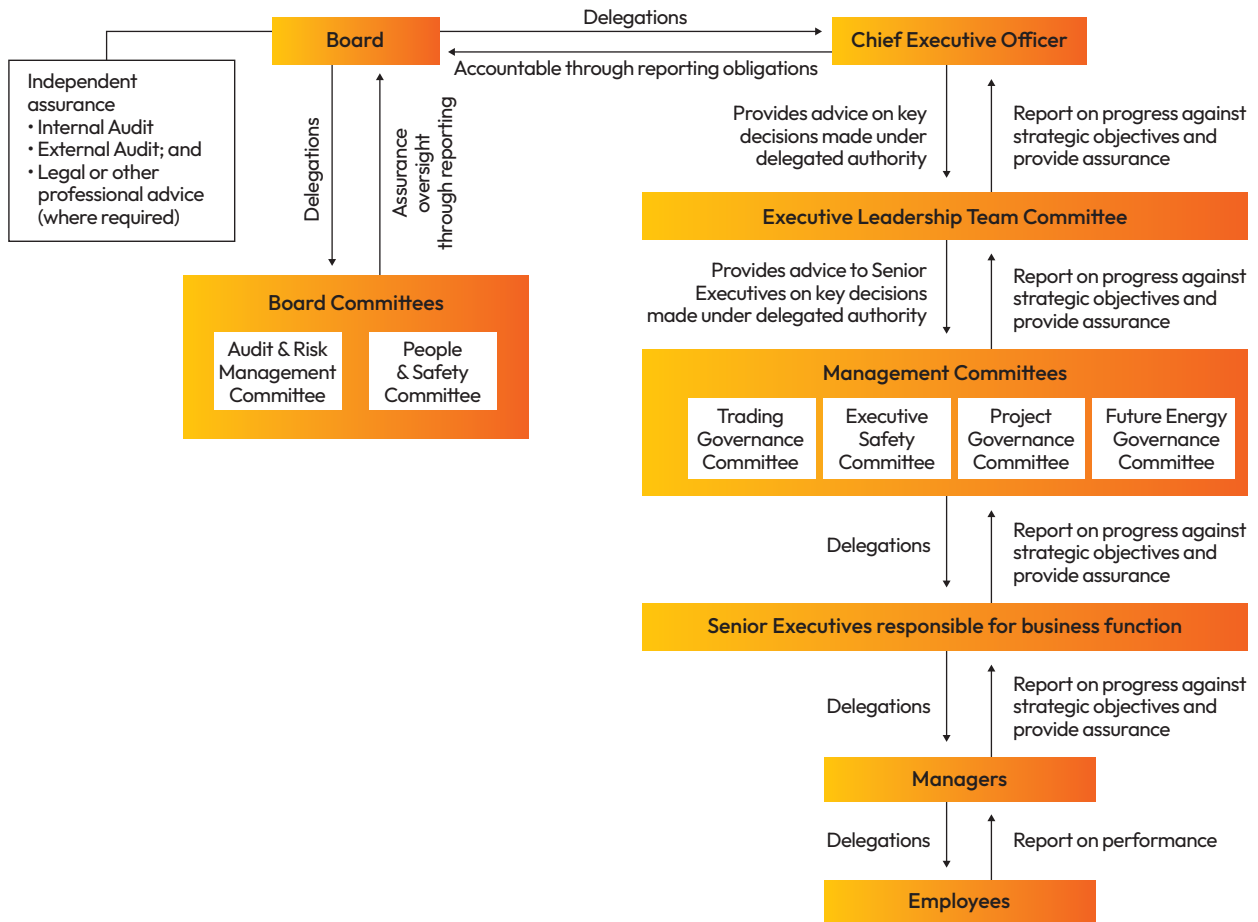 Delegations
Board
Chief Executive Officer
Accountable through reporting obligations
Independent
assurance
• Internal Audit
• External Audit; and
• Legal or other
professional advice
(where required)
Delegations
Assurance
oversight
through reporting
Provides advice on key
decisions made under
delegated authority
Report on progress against
strategic objectives and
provide assurance
Executive Leadership Team Committee
Provides advice to Senior
Executives on key decisions
made under delegated authority
Report on progress against
strategic objectives and
provide assurance
Board Committees
Audit & Risk
Management
Committee
People
& Safety
Committee
Management Committees
Trading
Governance
Committee
Executive
Safety
Committee
Project
Governance
Committee
Future Energy
Governance
Committee
Delegations
Report on progress against
strategic objectives and
provide assurance
Senior Executives responsible for business function
Delegations
Report on progress against
strategic objectives and
provide assurance
Managers
Delegations
Report on performance
Employees